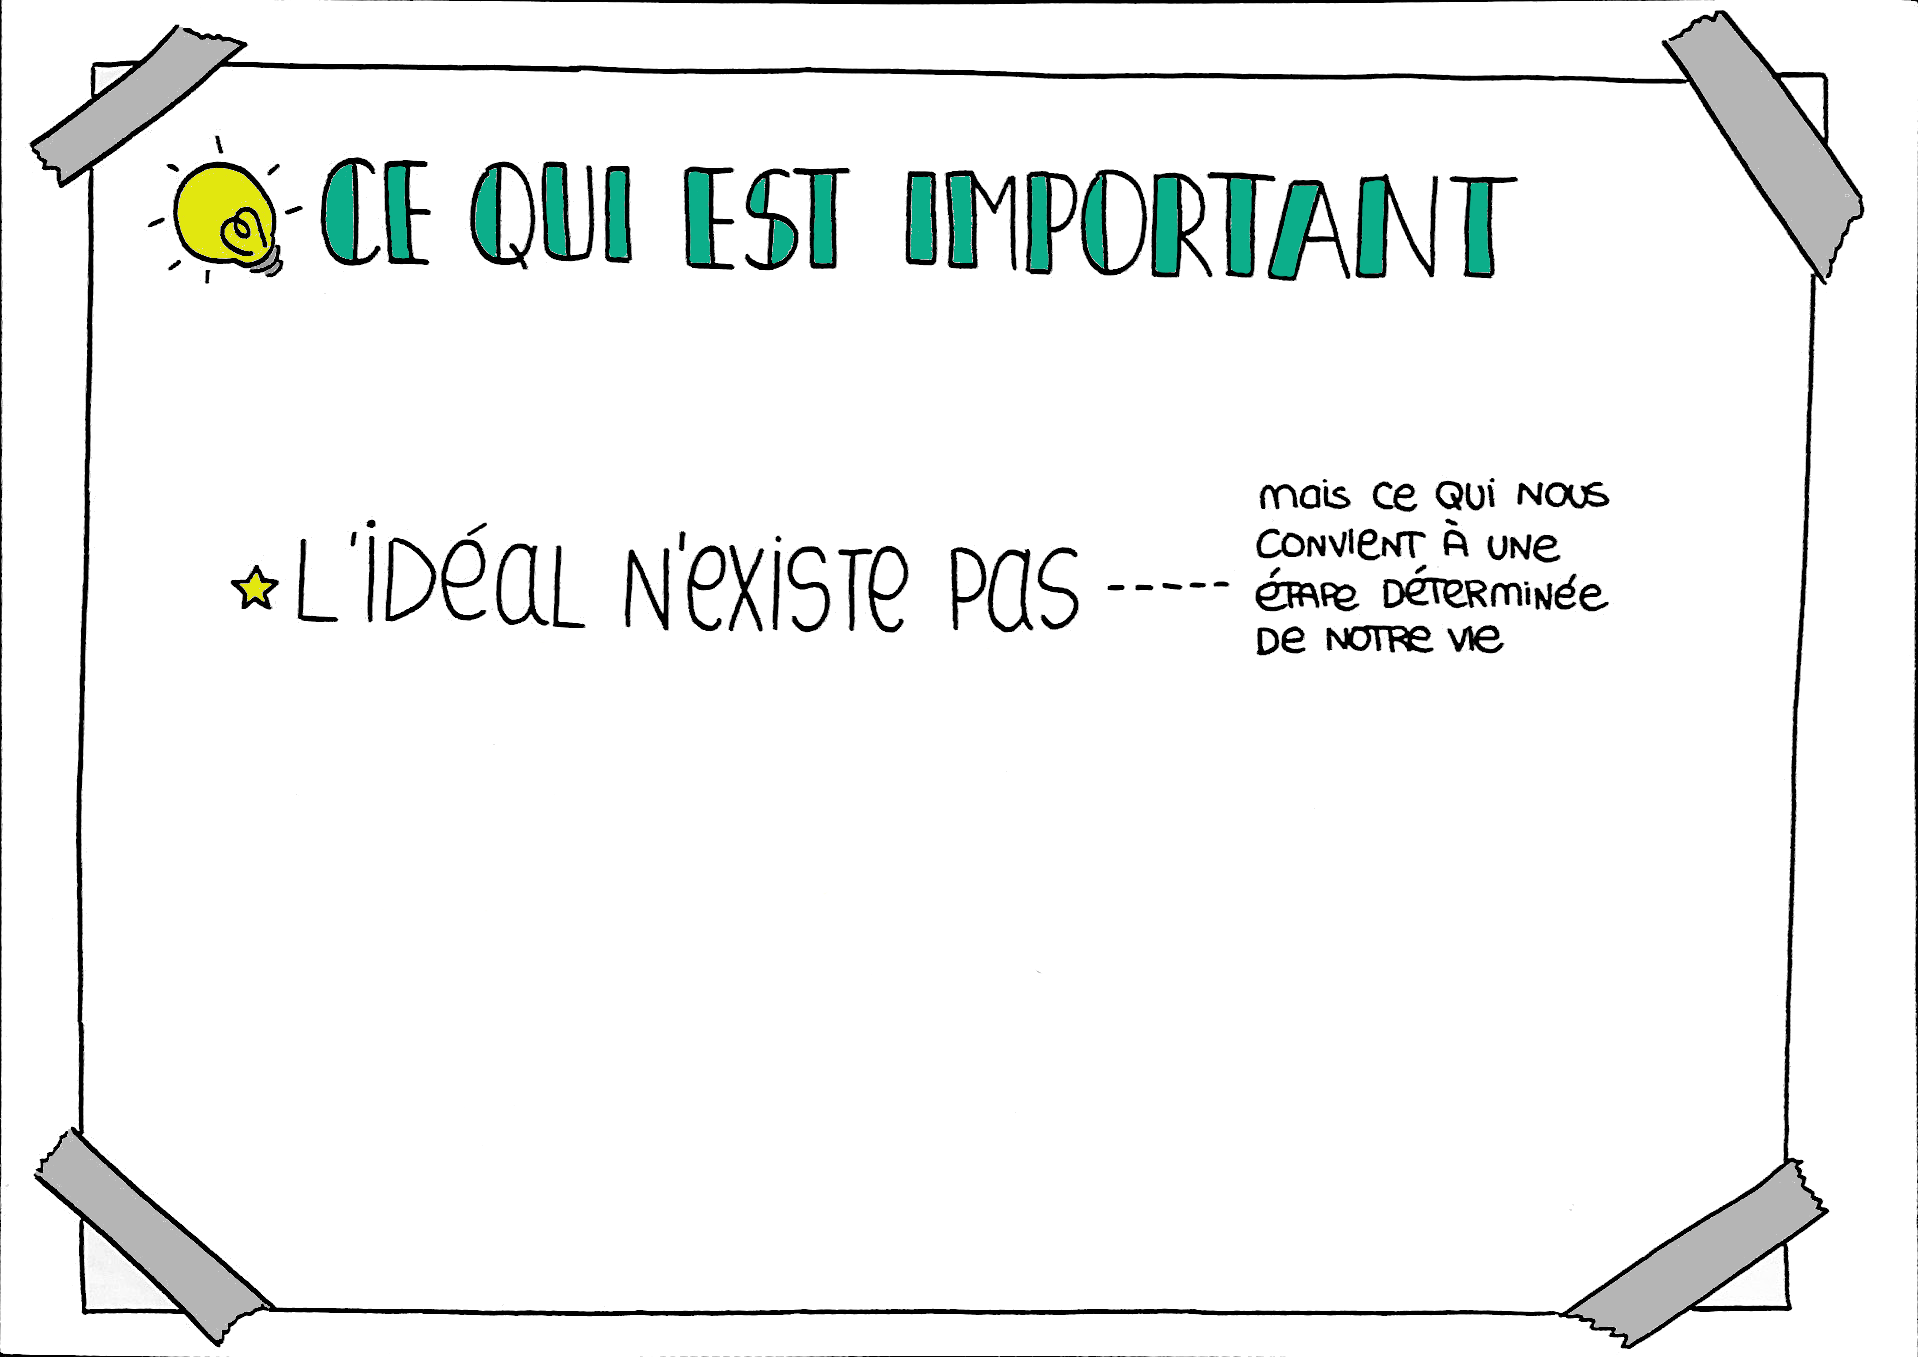 CE QUI EST IMPORTANT
L'iDéaL N'existe pas
mais ce qui nous
convient à une
étape déterminée
de notre vie